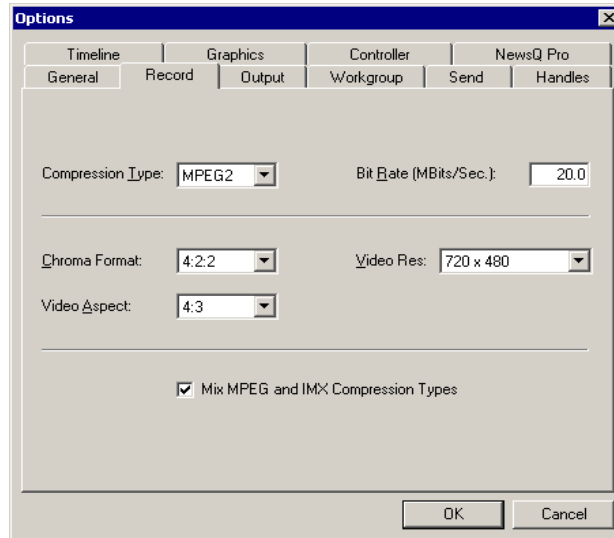 Options
Timeline Graphics Controller NewsQ Pro
General Record Output Workgroup Send Handles
Compression Type: MPEG2 Bit Rate (MBits/Sec.): 20.0
Chroma Format: 4:2:2 Video Res: 720 x 480
Video Aspect: 4:3
Mix MPEG and IMX Compression Types
OK Cancel